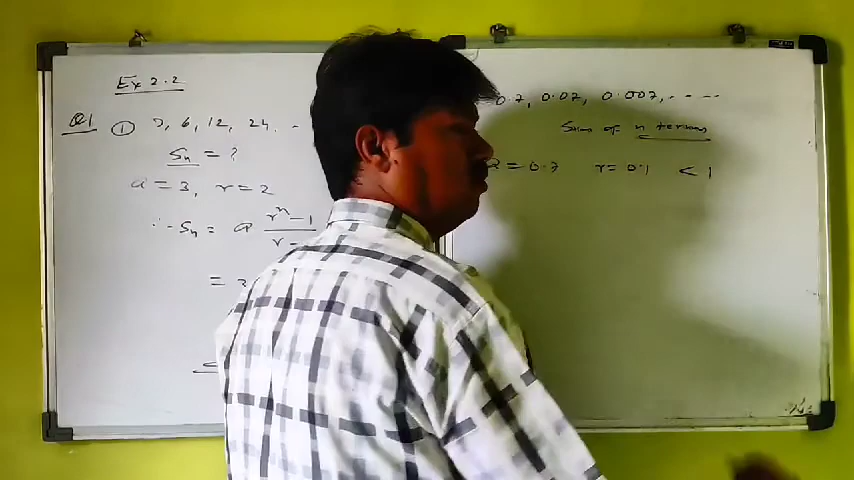 Ex 2.2
Q1 ① 3, 6, 12, 24. -
Sn = ?
a = 3, r = 2
∴ Sn = a r^n - 1
r -
= 3
0.7, 0.07, 0.007, . - - --
Sum of n terms
a = 0.7 r = 0.1 < 1